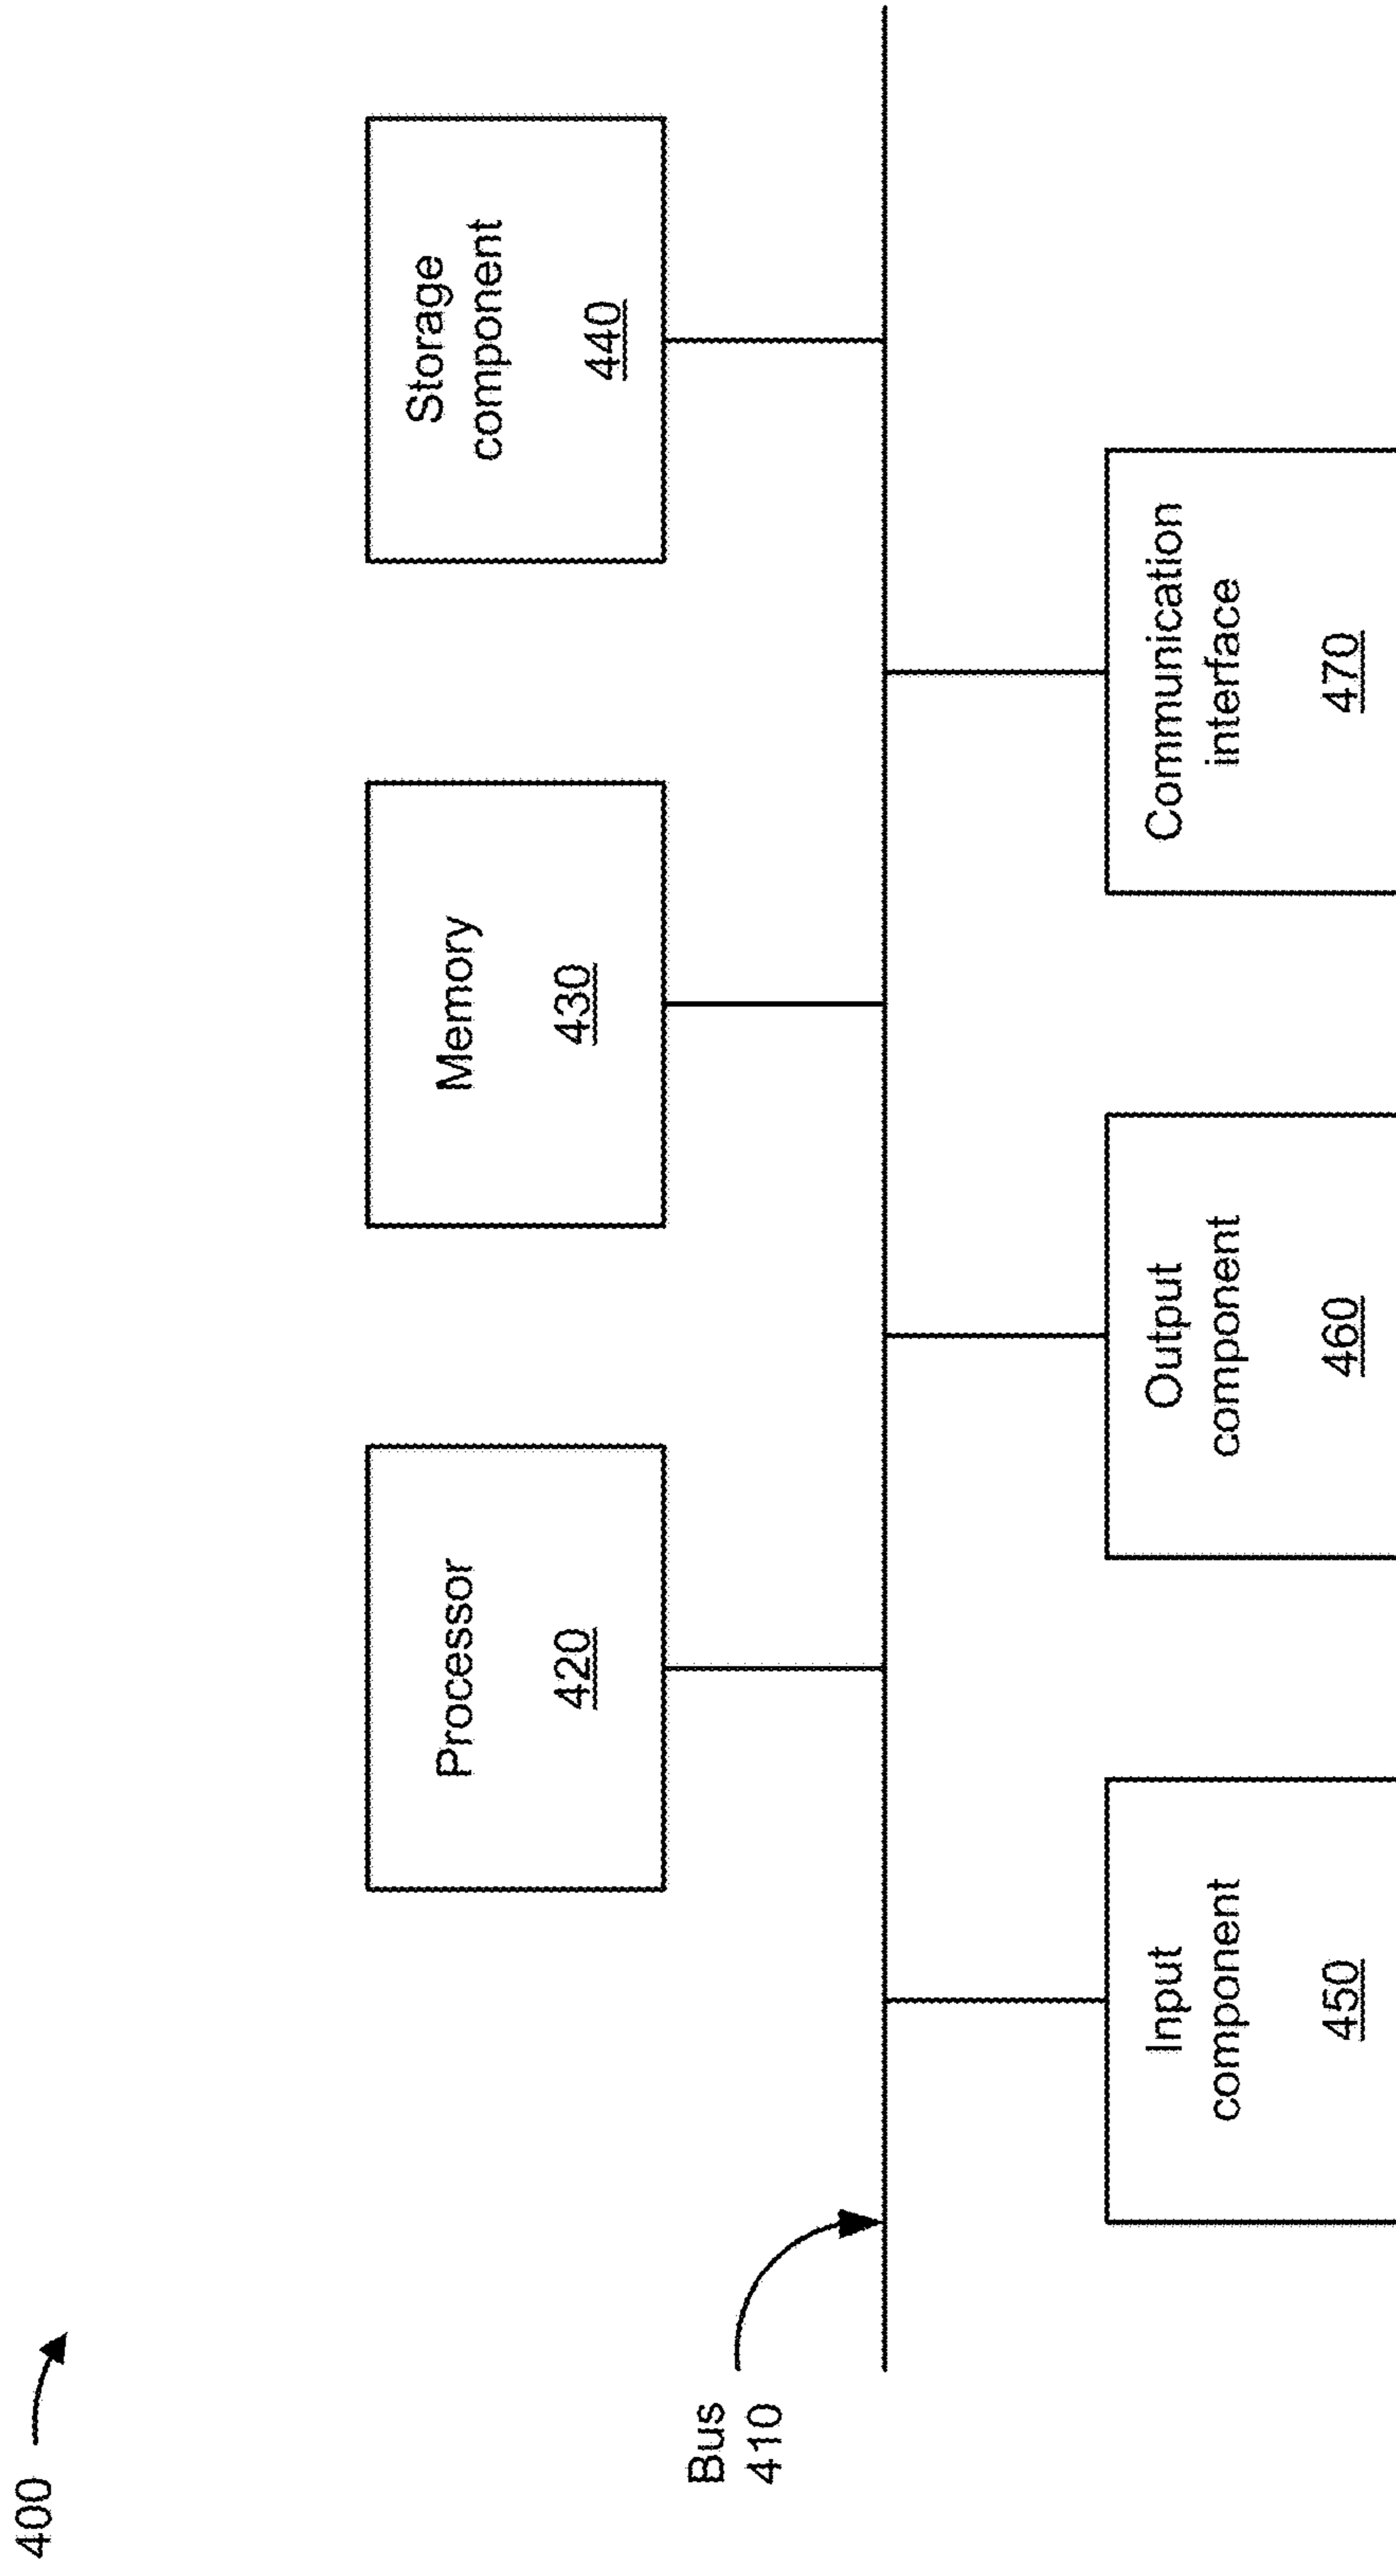 400
Processor
420
Memory
430
Storage
component
440
Bus
410
Input
component
450
Output
component
460
Communication
interface
470